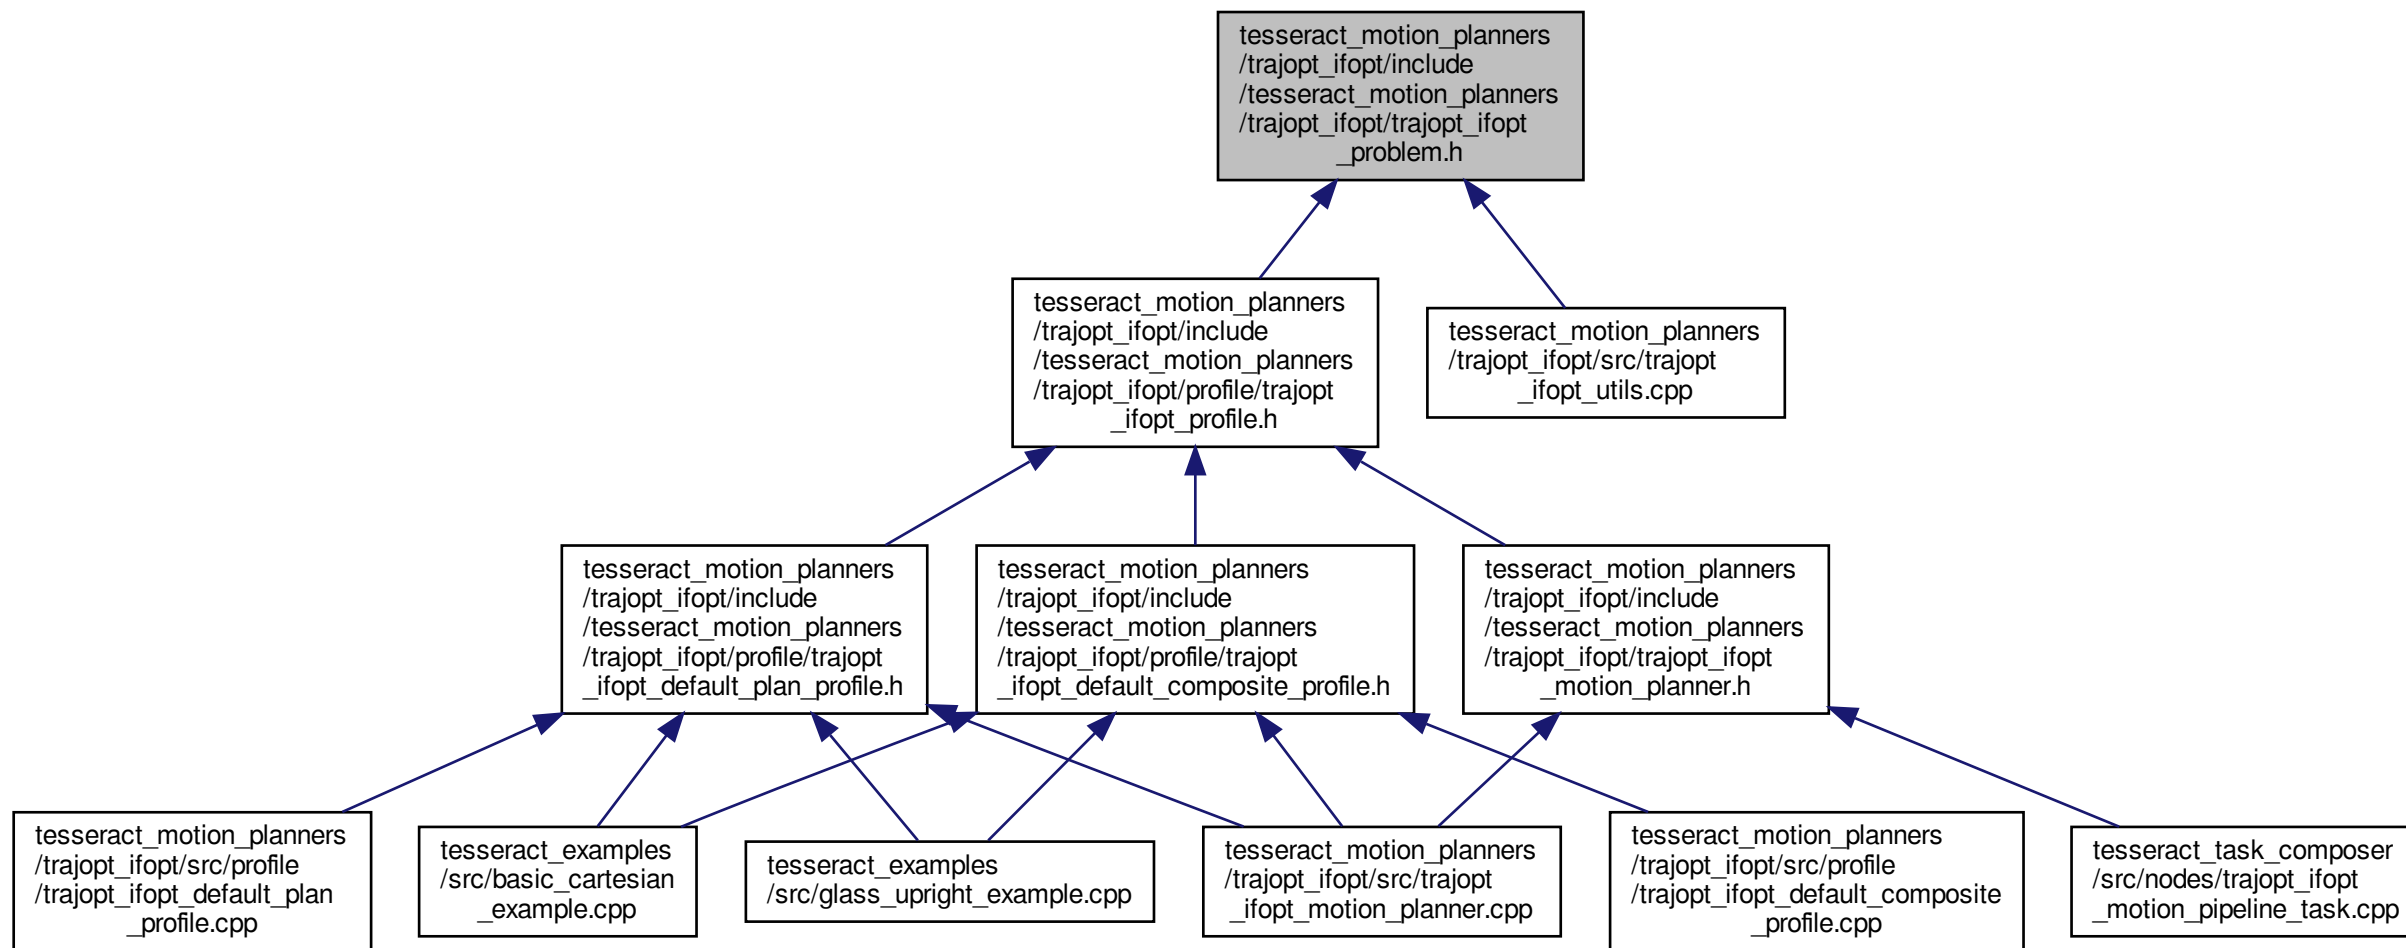 tesseract_motion_planners
/trajopt_ifopt/include
/tesseract_motion_planners
/trajopt_ifopt/trajopt_ifopt
_problem.h
tesseract_motion_planners
/trajopt_ifopt/include
/tesseract_motion_planners
/trajopt_ifopt/profile/trajopt
_ifopt_profile.h
tesseract_motion_planners
/trajopt_ifopt/src/trajopt
_ifopt_utils.cpp
tesseract_motion_planners
/trajopt_ifopt/include
/tesseract_motion_planners
/trajopt_ifopt/profile/trajopt
_ifopt_default_plan_profile.h
tesseract_motion_planners
/trajopt_ifopt/include
/tesseract_motion_planners
/trajopt_ifopt/profile/trajopt
_ifopt_default_composite_profile.h
tesseract_motion_planners
/trajopt_ifopt/include
/tesseract_motion_planners
/trajopt_ifopt/trajopt_ifopt
_motion_planner.h
tesseract_motion_planners
/trajopt_ifopt/src/profile
/trajopt_ifopt_default_plan
_profile.cpp
tesseract_examples
/src/basic_cartesian
_example.cpp
tesseract_examples
/src/glass_upright_example.cpp
tesseract_motion_planners
/trajopt_ifopt/src/trajopt
_ifopt_motion_planner.cpp
tesseract_motion_planners
/trajopt_ifopt/src/profile
/trajopt_ifopt_default_composite
_profile.cpp
tesseract_task_composer
/src/nodes/trajopt_ifopt
_motion_pipeline_task.cpp